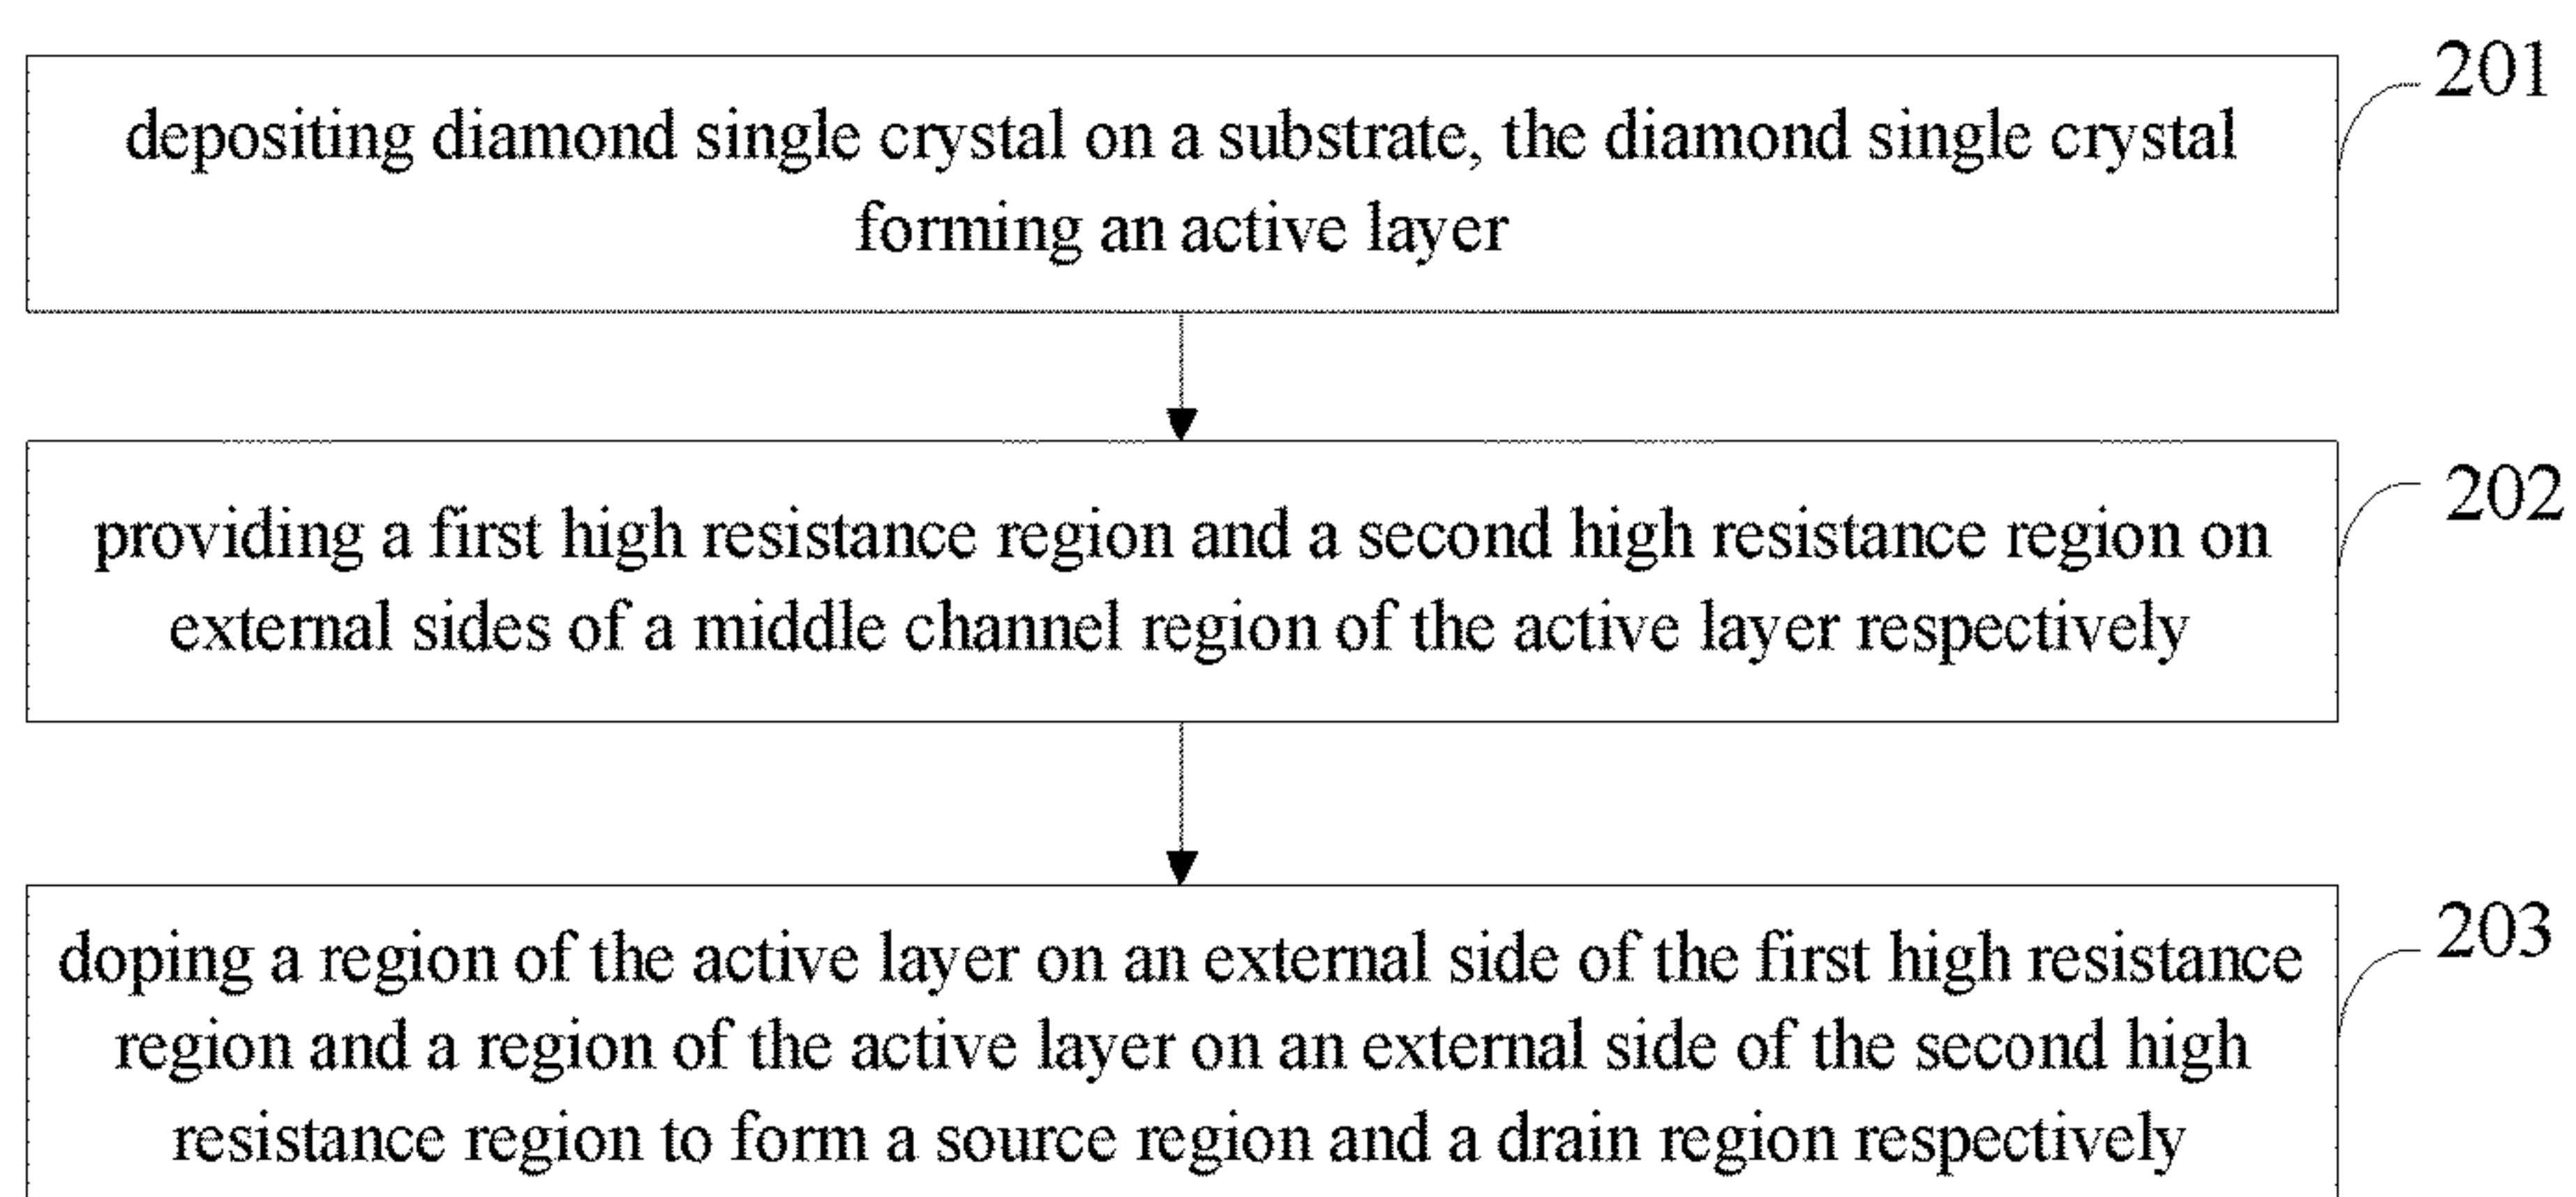 201
depositing diamond single crystal on a substrate, the diamond single crystal
forming an active layer
202
providing a first high resistance region and a second high resistance region on
external sides of a middle channel region of the active layer respectively
203
doping a region of the active layer on an external side of the first high resistance
region and a region of the active layer on an external side of the second high
resistance region to form a source region and a drain region respectively